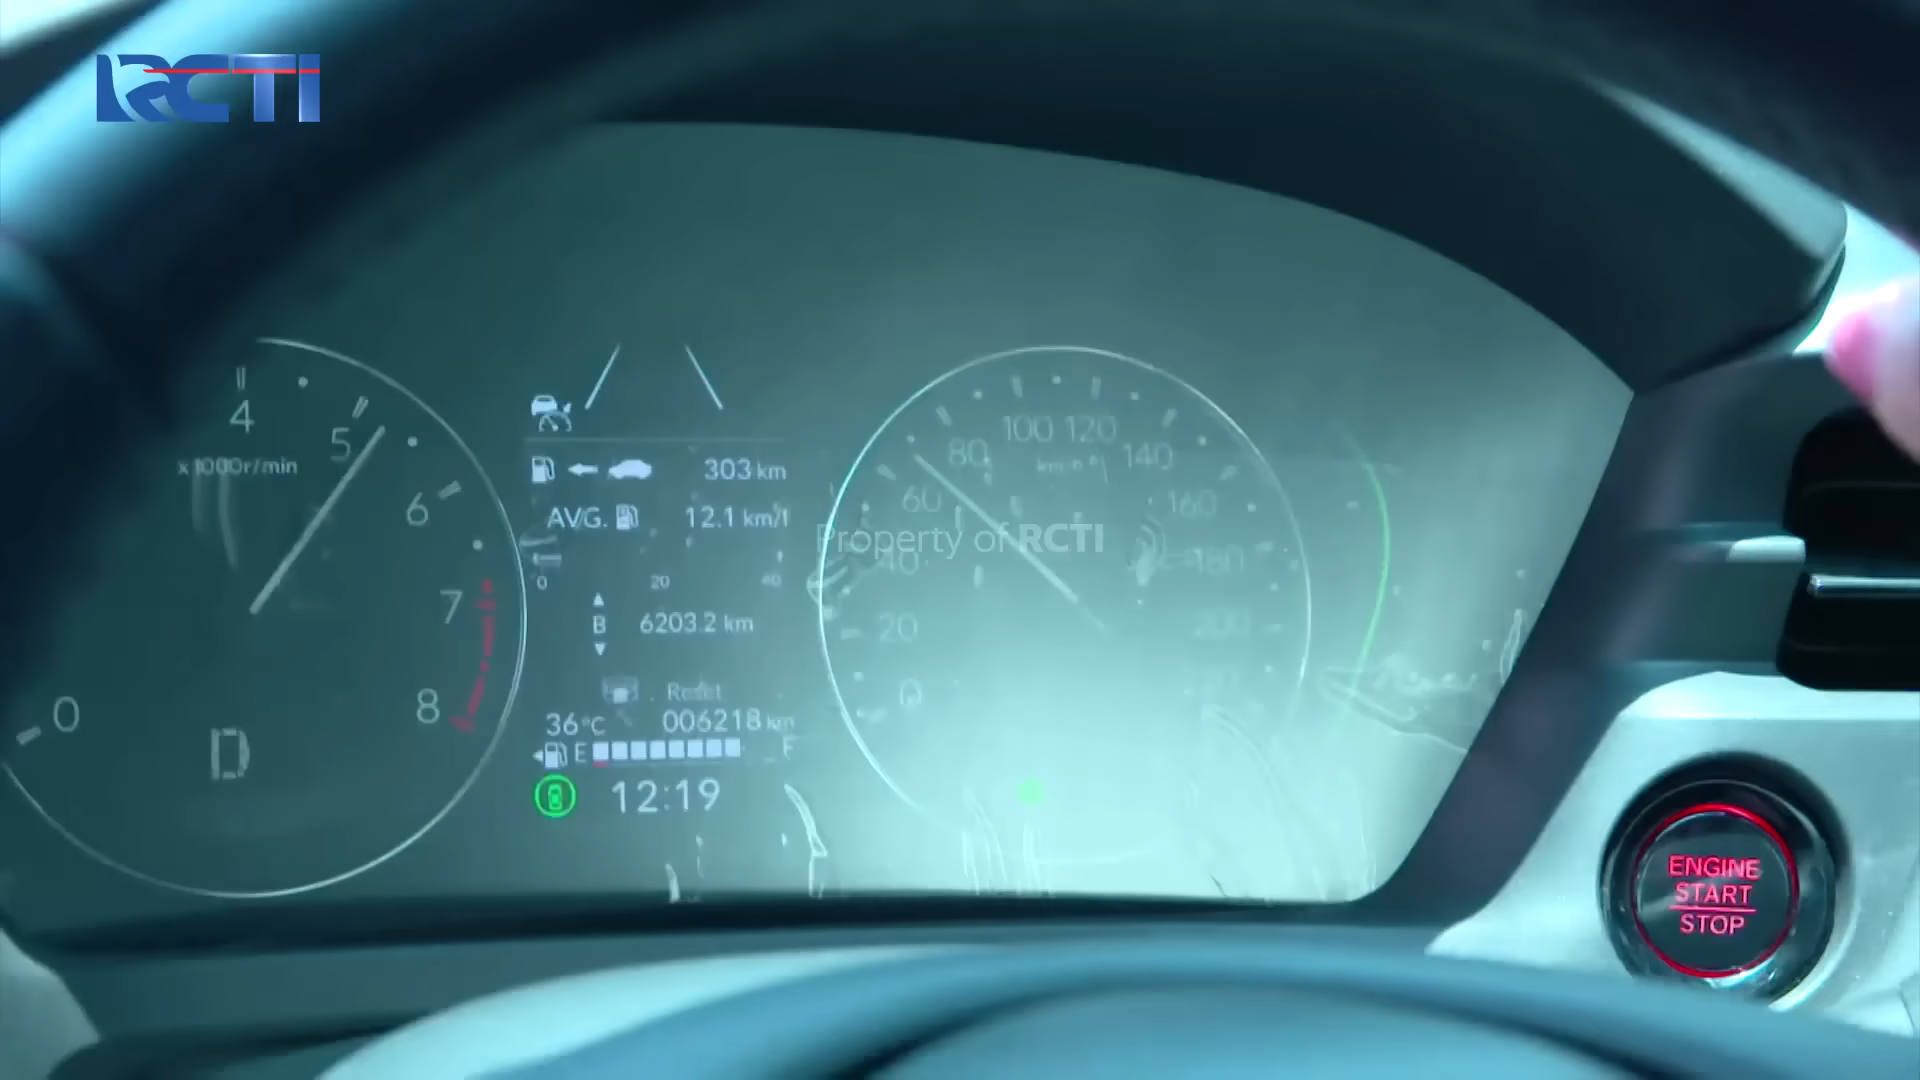 RCTI
4
5
x 1000r/min
6
7
8
0
D
303 km
AVG. 12.1 km/l
0 20 40
B 6203.2 km
Reset
36°C 006218 km
E F
12:19
Property of RCTI
0
20
40
60
80
100
120
140
160
180
200
km/h
ENGINE
START
STOP